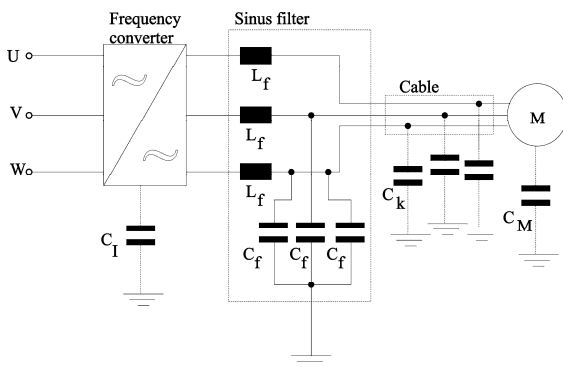 Frequency
converter
Sinus filter
U
V
W
L_f
L_f
L_f
Cable
M
C_I
C_f
C_f
C_f
C_k
C_M